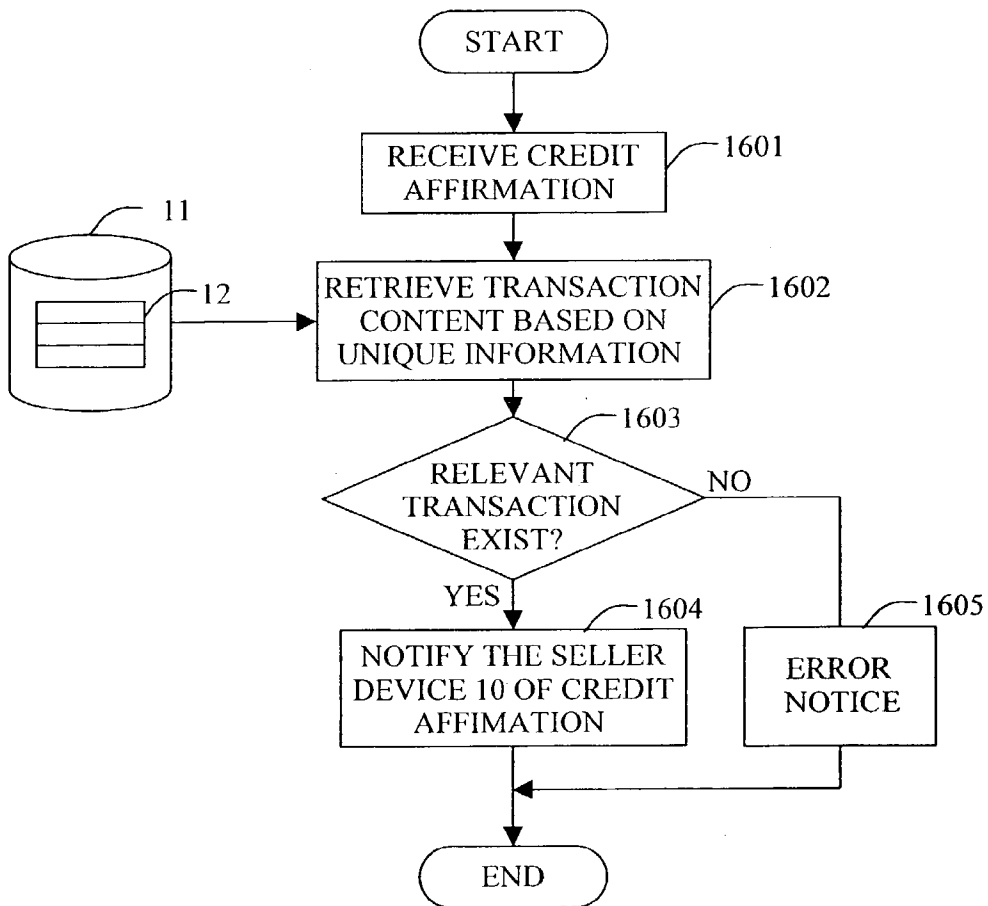 START
1601
RECEIVE CREDIT
AFFIRMATION
11
12
1602
RETRIEVE TRANSACTION
CONTENT BASED ON
UNIQUE INFORMATION
1603
RELEVANT
TRANSACTION
EXIST?
NO
YES
1604
NOTIFY THE SELLER
DEVICE 10 OF CREDIT
AFFIMATION
1605
ERROR
NOTICE
END